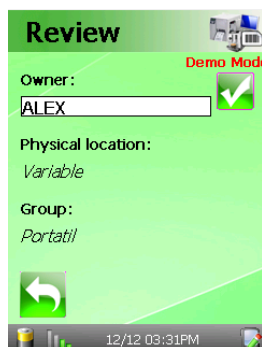 Review
Demo Mode
Owner:
ALEX
Physical location:
Variable
Group:
Portatil
12/12 03:31PM